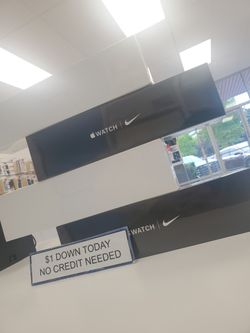 WATCH
WATCH
$1 DOWN TODAY
NO CREDIT NEEDED